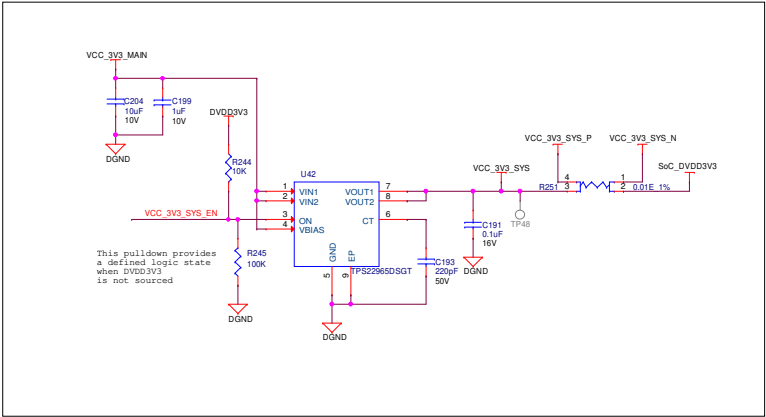 VCC_3V3_MAIN
C204
10uF
10V
C199
1uF
10V
DGND
DVDD3V3
R244
10K
VCC_3V3_SYS_EN
R245
100K
DGND
This pulldown provides
a defined logic state
when DVDD3V3
is not sourced
U42
1
2
3
4
VIN1
VIN2
ON
VBIAS
VOUT1
VOUT2
CT
7
8
6
GND
EP
5
9
TPS22965DSGT
DGND
C193
220pF
50V
VCC_3V3_SYS
C191
0.1uF
16V
DGND
TP48
VCC_3V3_SYS_P
VCC_3V3_SYS_N
SoC_DVDD3V3
R251
4
3
1
2
0.01E 1%